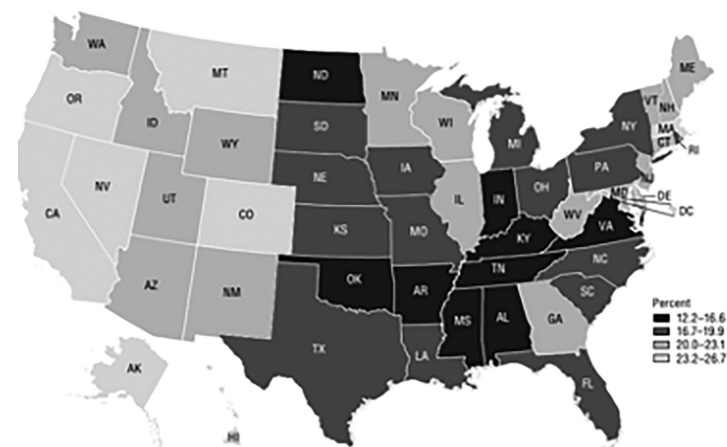 WA
MT
ND
MN
ME
OR
ID
WY
SD
WI
MI
NY
VT
NH
MA
CT
RI
NV
UT
CO
NE
IA
IL
IN
OH
PA
NJ
CA
KS
MO
KY
WV
VA
MD
DE
DC
AZ
NM
OK
AR
TN
NC
SC
TX
LA
MS
AL
GA
FL
AK
HI
Percent
12.2–16.6
16.7–19.9
20.0–23.1
23.2–26.7